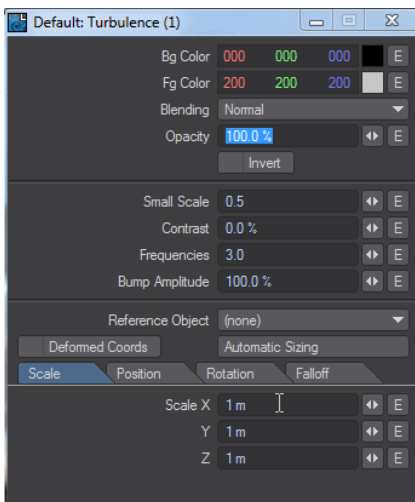 Default: Turbulence (1)
Bg Color 000 000 000 E
Fg Color 200 200 200 E
Blending Normal
Opacity 100.0 % E
Invert
Small Scale 0.5 E
Contrast 0.0 % E
Frequencies 3.0 E
Bump Amplitude 100.0 % E
Reference Object (none)
Deformed Coords Automatic Sizing
Scale Position Rotation Falloff
Scale X 1 m E
Y 1 m E
Z 1 m E